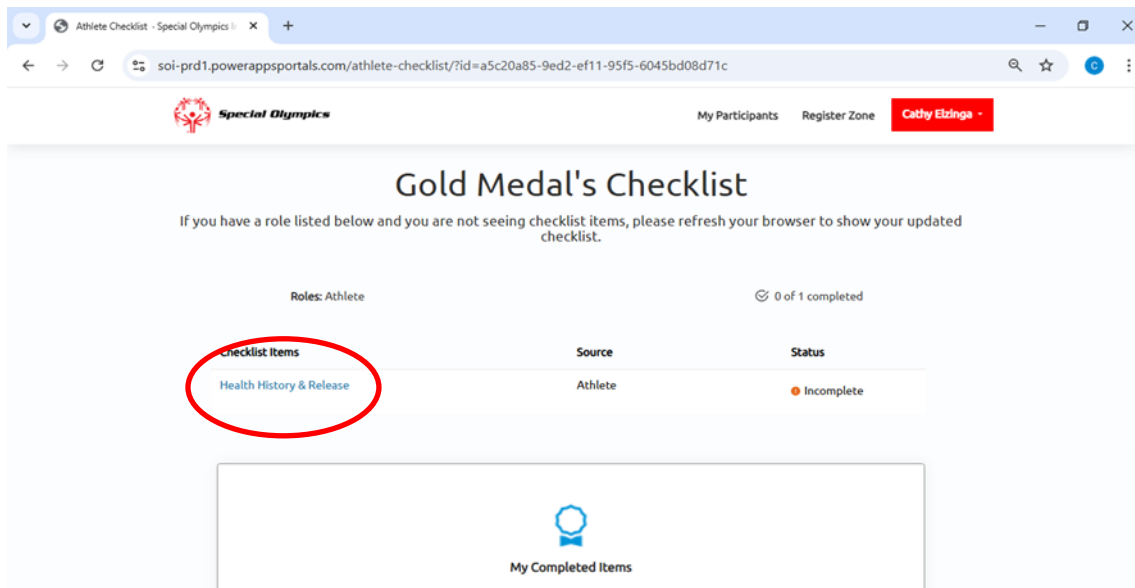 Athlete Checklist - Special Olympics I
soi-prd1.powerappsportals.com/athlete-checklist/?id=a5c20a85-9ed2-ef11-95f5-6045bd08d71c
C
Special Olympics
My Participants Register Zone Cathy Elzinga
Gold Medal's Checklist
If you have a role listed below and you are not seeing checklist items, please refresh your browser to show your updated
checklist.
Roles: Athlete 0 of 1 completed
Checklist Items Source Status
Health History & Release Athlete Incomplete
My Completed Items